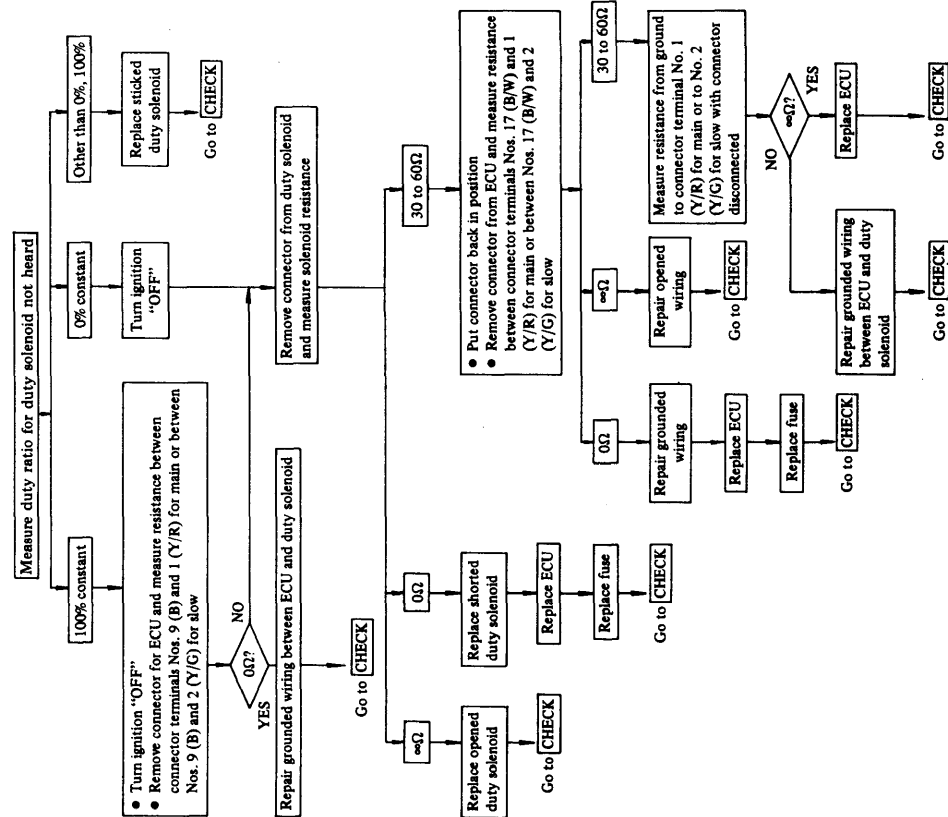 Measure duty ratio for duty solenoid not heard
100% constant
0% constant
Other than 0%, 100%
● Turn ignition “OFF”
● Remove connector for ECU and measure resistance between
connector terminals Nos. 9 (B) and 1 (Y/R) for main or between
Nos. 9 (B) and 2 (Y/G) for slow
Turn ignition
“OFF”
Replace sticked
duty solenoid
Go to CHECK
0Ω?
NO
YES
Repair grounded wiring between ECU and duty solenoid
Go to CHECK
Remove connector from duty solenoid
and measure solenoid resistance
∞Ω
0Ω
30 to 60Ω
Replace opened
duty solenoid
Go to CHECK
Replace shorted
duty solenoid
Replace ECU
Replace fuse
Go to CHECK
● Put connector back in position
● Remove connector from ECU and measure resistance
between connector terminals Nos. 17 (B/W) and 1
(Y/R) for main or between Nos. 17 (B/W) and 2
(Y/G) for slow
0Ω
∞Ω
30 to 60Ω
Repair grounded
wiring
Replace ECU
Replace fuse
Go to CHECK
Repair opened
wiring
Go to CHECK
Measure resistance from ground
to connector terminal No. 1
(Y/R) for main or to No. 2
(Y/G) for slow with connector
disconnected
∞Ω?
NO
YES
Repair grounded wiring
between ECU and duty
solenoid
Go to CHECK
Replace ECU
Go to CHECK